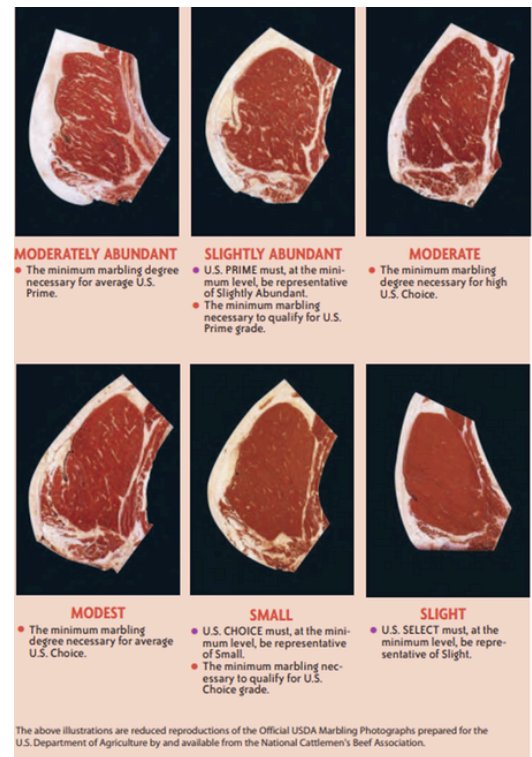 MODERATELY ABUNDANT
• The minimum marbling degree
necessary for average U.S.
Prime.
SLIGHTLY ABUNDANT
• U.S. PRIME must, at the mini-
mum level, be representative
of Slightly Abundant.
• The minimum marbling
necessary to qualify for U.S.
Prime grade.
MODERATE
• The minimum marbling
degree necessary for high
U.S. Choice.
MODEST
• The minimum marbling
degree necessary for average
U.S. Choice.
SMALL
• U.S. CHOICE must, at the mini-
mum level, be representative
of Small.
• The minimum marbling nec-
essary to qualify for U.S.
Choice grade.
SLIGHT
• U.S. SELECT must, at the
minimum level, be repre-
sentative of Slight.
The above illustrations are reduced reproductions of the Official USDA Marbling Photographs prepared for the
U.S. Department of Agriculture by and available from the National Cattlemen's Beef Association.